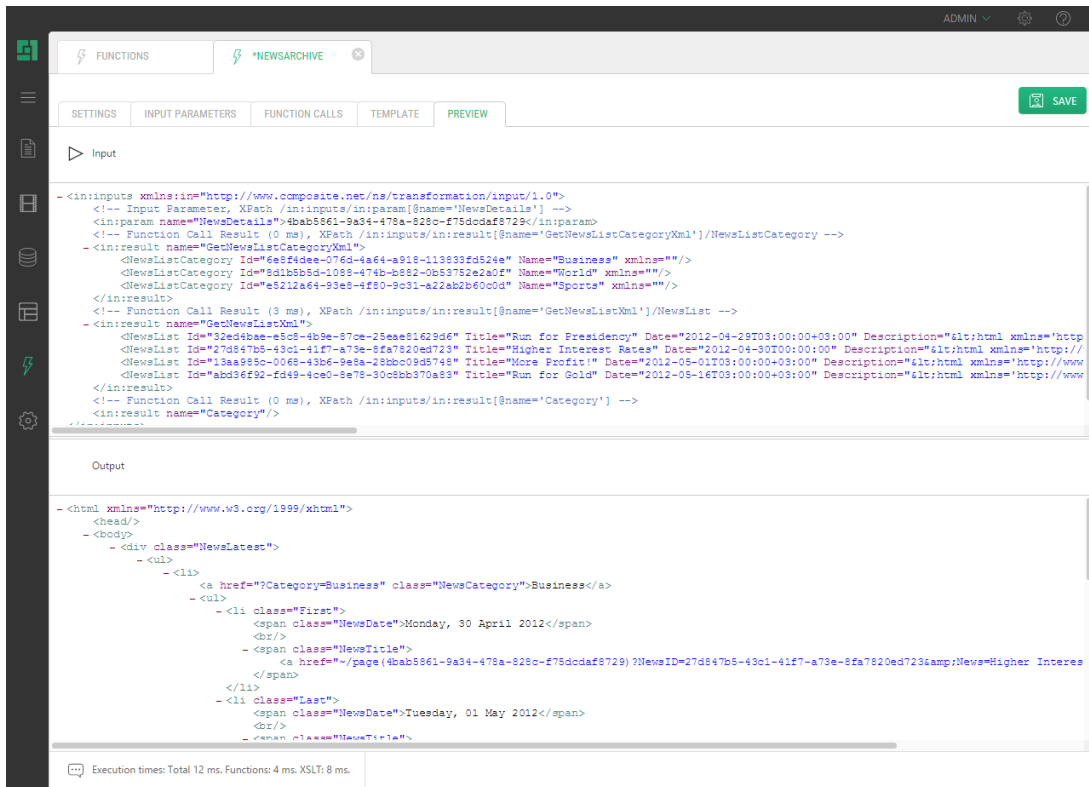 ADMIN
FUNCTIONS
*NEWSARCHIVE
SETTINGS
INPUT PARAMETERS
FUNCTION CALLS
TEMPLATE
PREVIEW
SAVE
Input
– <in:inputs xmlns:in="http://www.composite.net/ns/transformation/input/1.0">
<!-- Input Parameter, XPath /in:inputs/in:param[@name='NewsDetails'] -->
<in:param name="NewsDetails">4bab5861-9a34-478a-828c-f75dcdaf8729</in:param>
<!-- Function Call Result (0 ms), XPath /in:inputs/in:result[@name='GetNewsListCategoryXml']/NewsListCategory -->
– <in:result name="GetNewsListCategoryXml">
<NewsListCategory Id="6e8f4dee-076d-4a64-a918-113833fd524e" Name="Business" xmlns=""/>
<NewsListCategory Id="8d1b5b5d-1088-474b-b882-0b53752e2a0f" Name="World" xmlns=""/>
<NewsListCategory Id="e5212a64-93e8-4f80-9c31-a22ab2b60c0d" Name="Sports" xmlns=""/>
</in:result>
<!-- Function Call Result (3 ms), XPath /in:inputs/in:result[@name='GetNewsListXml']/NewsList -->
– <in:result name="GetNewsListXml">
<NewsList Id="32ed4bae-e5c8-4b9e-87ce-25eae81629d6" Title="Run for Presidency" Date="2012-04-29T03:00:00+03:00" Description="&lt;html xmlns='http
<NewsList Id="27d847b5-43c1-41f7-a73e-8fa7820ed723" Title="Higher Interest Rates" Date="2012-04-30T00:00:00" Description="&lt;html xmlns='http://
<NewsList Id="13aa985c-0068-43b6-9e8a-28bbc09d5748" Title="More Profit!" Date="2012-05-01T03:00:00+03:00" Description="&lt;html xmlns='http://www
<NewsList Id="abd36f92-fd49-4ce0-8e78-30c8bb370a83" Title="Run for Gold" Date="2012-05-16T03:00:00+03:00" Description="&lt;html xmlns='http://www
</in:result>
<!-- Function Call Result (0 ms), XPath /in:inputs/in:result[@name='Category'] -->
<in:result name="Category"/>
</in:inputs>
Output
– <html xmlns="http://www.w3.org/1999/xhtml">
<head/>
– <body>
– <div class="NewsLatest">
– <ul>
– <li>
<a href="?Category=Business" class="NewsCategory">Business</a>
– <ul>
– <li class="First">
<span class="NewsDate">Monday, 30 April 2012</span>
<br/>
– <span class="NewsTitle">
<a href="~/page(4bab5861-9a34-478a-828c-f75dcdaf8729)?NewsID=27d847b5-43c1-41f7-a73e-8fa7820ed723&amp;News=Higher Interes
</span>
</li>
– <li class="Last">
<span class="NewsDate">Tuesday, 01 May 2012</span>
<br/>
– <span class="NewsTitle">
Execution times: Total 12 ms. Functions: 4 ms. XSLT: 8 ms.